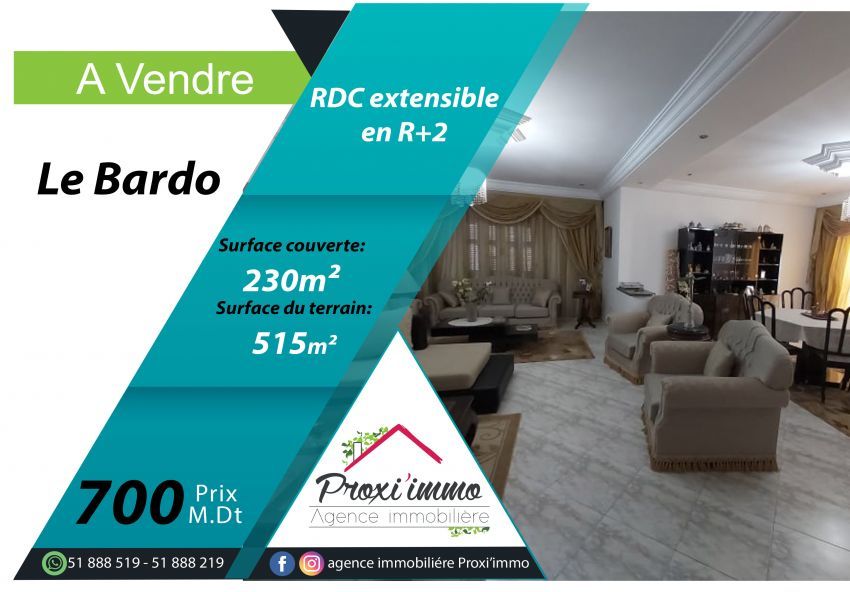 A Vendre
RDC extensible
en R+2
Le Bardo
Surface couverte:
230m²
Surface du terrain:
515m²
700 Prix
M.Dt
Proxi'immo
Agence immobilière
51 888 519 - 51 888 219
agence immobiliére Proxi'immo